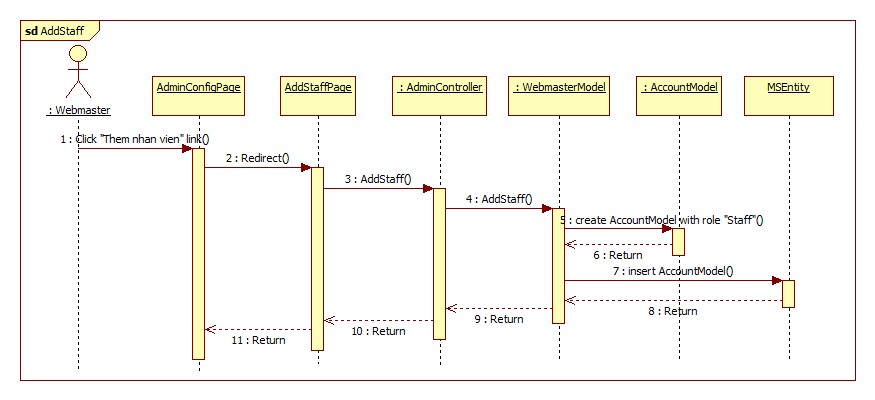 sd AddStaff
: Webmaster
AdminConfigPage
AddStaffPage
: AdminController
: WebmasterModel
: AccountModel
MSEntity
1 : Click "Them nhan vien" link()
2 : Redirect()
3 : AddStaff()
4 : AddStaff()
5 : create AccountModel with role "Staff"()
6 : Return
7 : insert AccountModel()
8 : Return
9 : Return
10 : Return
11 : Return